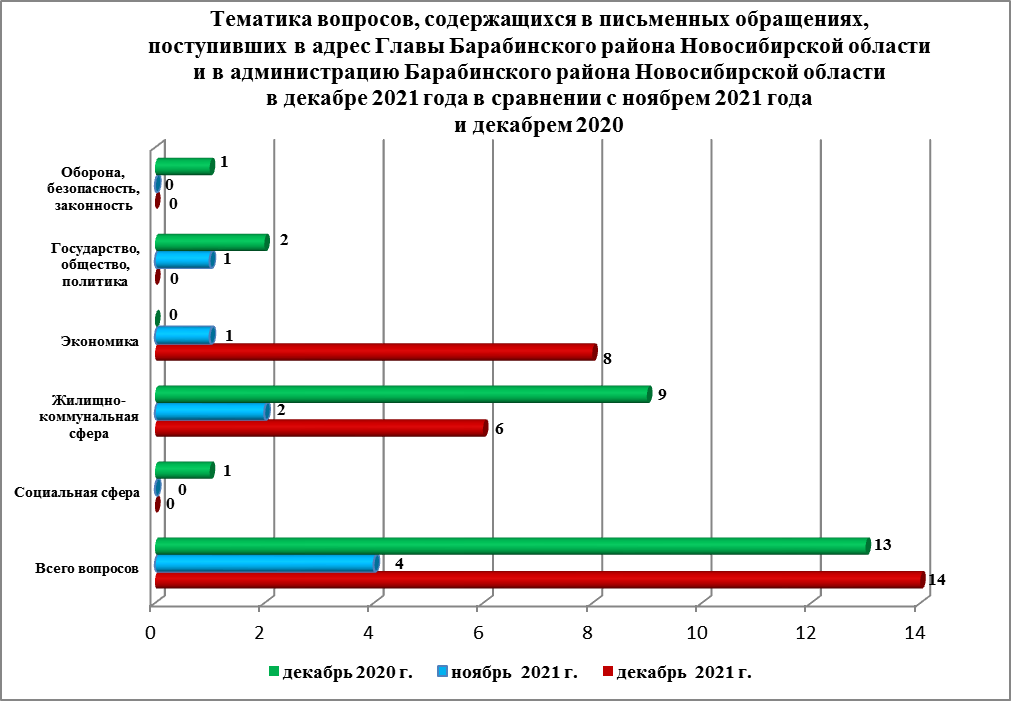 Тематика вопросов, содержащихся в письменных обращениях,
поступивших в адрес Главы Барабинского района Новосибирской области
и в администрацию Барабинского района Новосибирской области
в декабре 2021 года в сравнении с ноябрем 2021 года
и декабрем 2020
Оборона,
безопасность,
законность
1
0
0
Государство,
общество,
политика
2
1
0
Экономика
0
1
8
Жилищно-
коммунальная
сфера
9
2
6
Социальная сфера
1
0
0
Всего вопросов
13
4
14
0 2 4 6 8 10 12 14
декабрь 2020 г. ноябрь 2021 г. декабрь 2021 г.